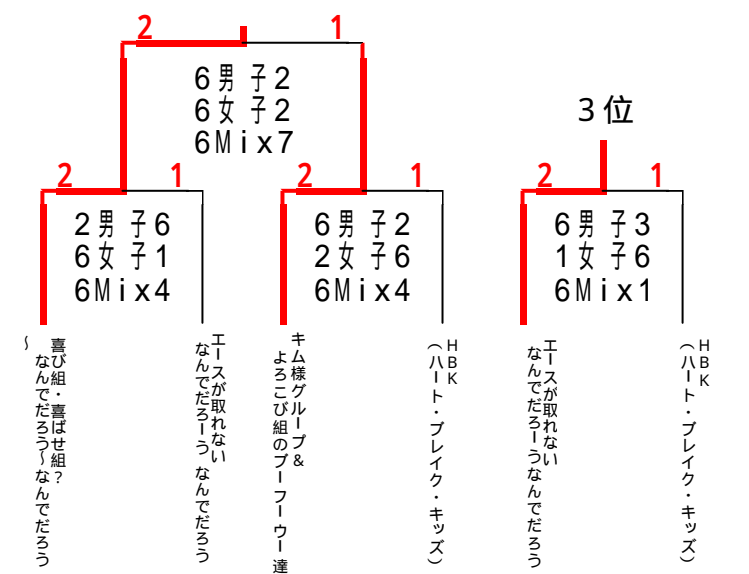 2 1
6男子2
6女子2
6Mix7
3位
2 1
2男子6
6女子1
6Mix4
2 1
6男子2
2女子6
6Mix4
2 1
6男子3
1女子6
6Mix1
喜び組・喜ばせ組？
なんでだろう～なんでだろう
～
エースが取れない
なんでだろーう なんでだろう
キム様グループ＆
よろこび組のブーフーウー達
HBK
（ハート・ブレイク・キッズ）
エースが取れない
なんでだろーうなんでだろう
HBK
（ハート・ブレイク・キッズ）